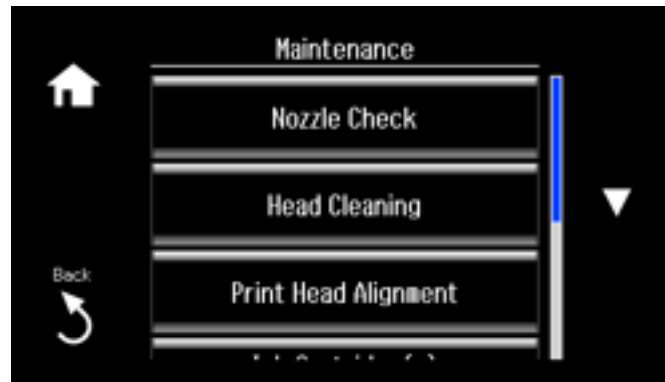 Maintenance
Nozzle Check
Head Cleaning
Back
Print Head Alignment